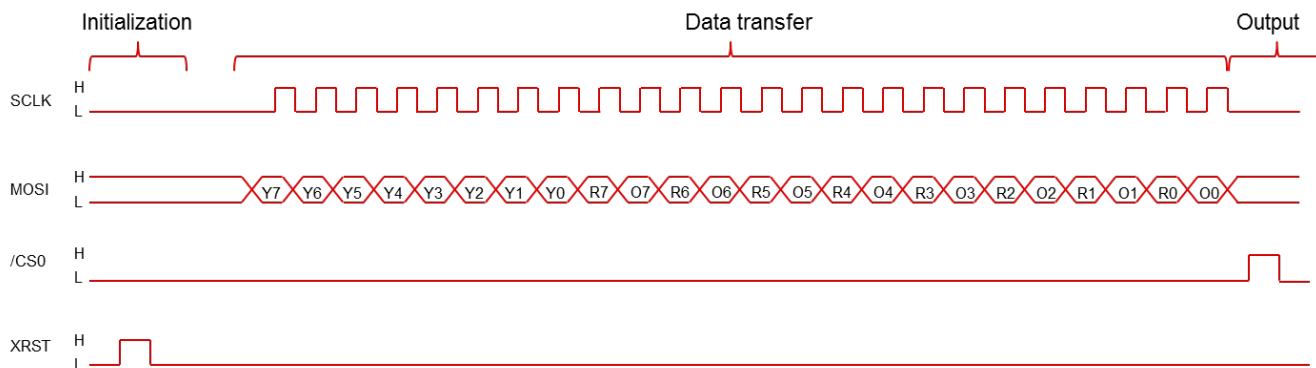 Initialization Data transfer Output
SCLK H
L
MOSI H
L
Y7 Y6 Y5 Y4 Y3 Y2 Y1 Y0 R7 O7 R6 O6 R5 O5 R4 O4 R3 O3 R2 O2 R1 O1 R0 O0
/CS0 H
L
XRST H
L